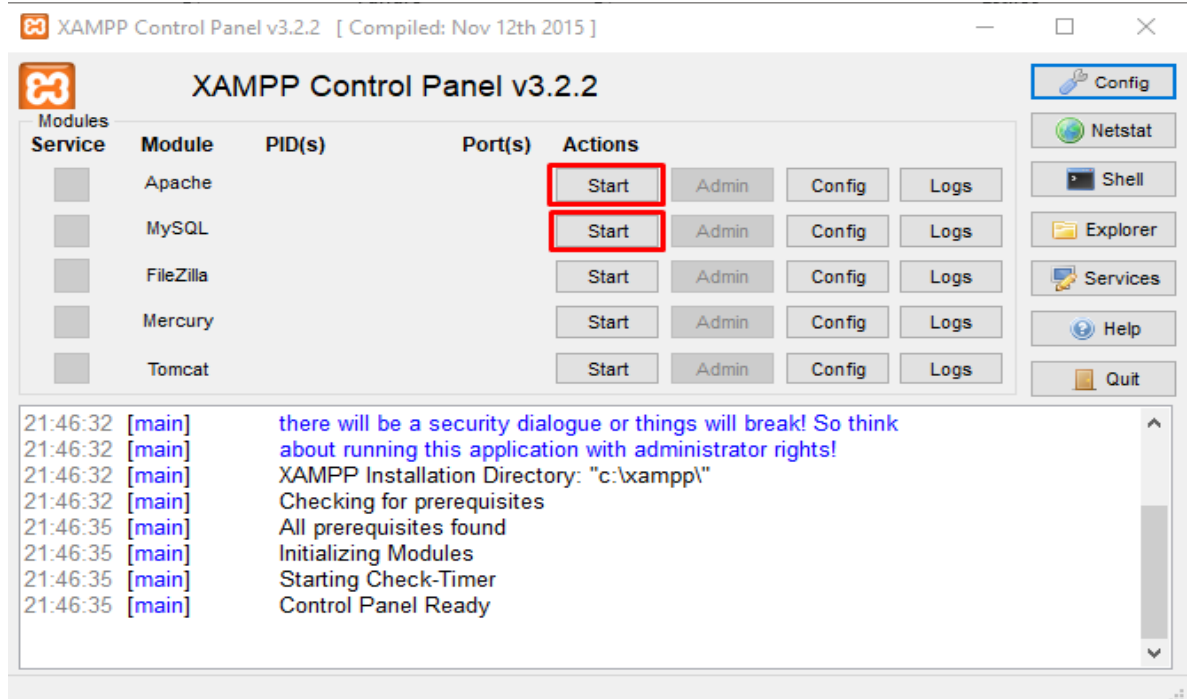 XAMPP Control Panel v3.2.2 [ Compiled: Nov 12th 2015 ]
XAMPP Control Panel v3.2.2
Config
Modules
Netstat
Service Module PID(s) Port(s) Actions
Apache Start Admin Config Logs
Shell
MySQL Start Admin Config Logs
Explorer
FileZilla Start Admin Config Logs
Services
Mercury Start Admin Config Logs
Help
Tomcat Start Admin Config Logs
Quit
21:46:32 [main] there will be a security dialogue or things will break! So think
21:46:32 [main] about running this application with administrator rights!
21:46:32 [main] XAMPP Installation Directory: "c:\xampp\"
21:46:32 [main] Checking for prerequisites
21:46:35 [main] All prerequisites found
21:46:35 [main] Initializing Modules
21:46:35 [main] Starting Check-Timer
21:46:35 [main] Control Panel Ready